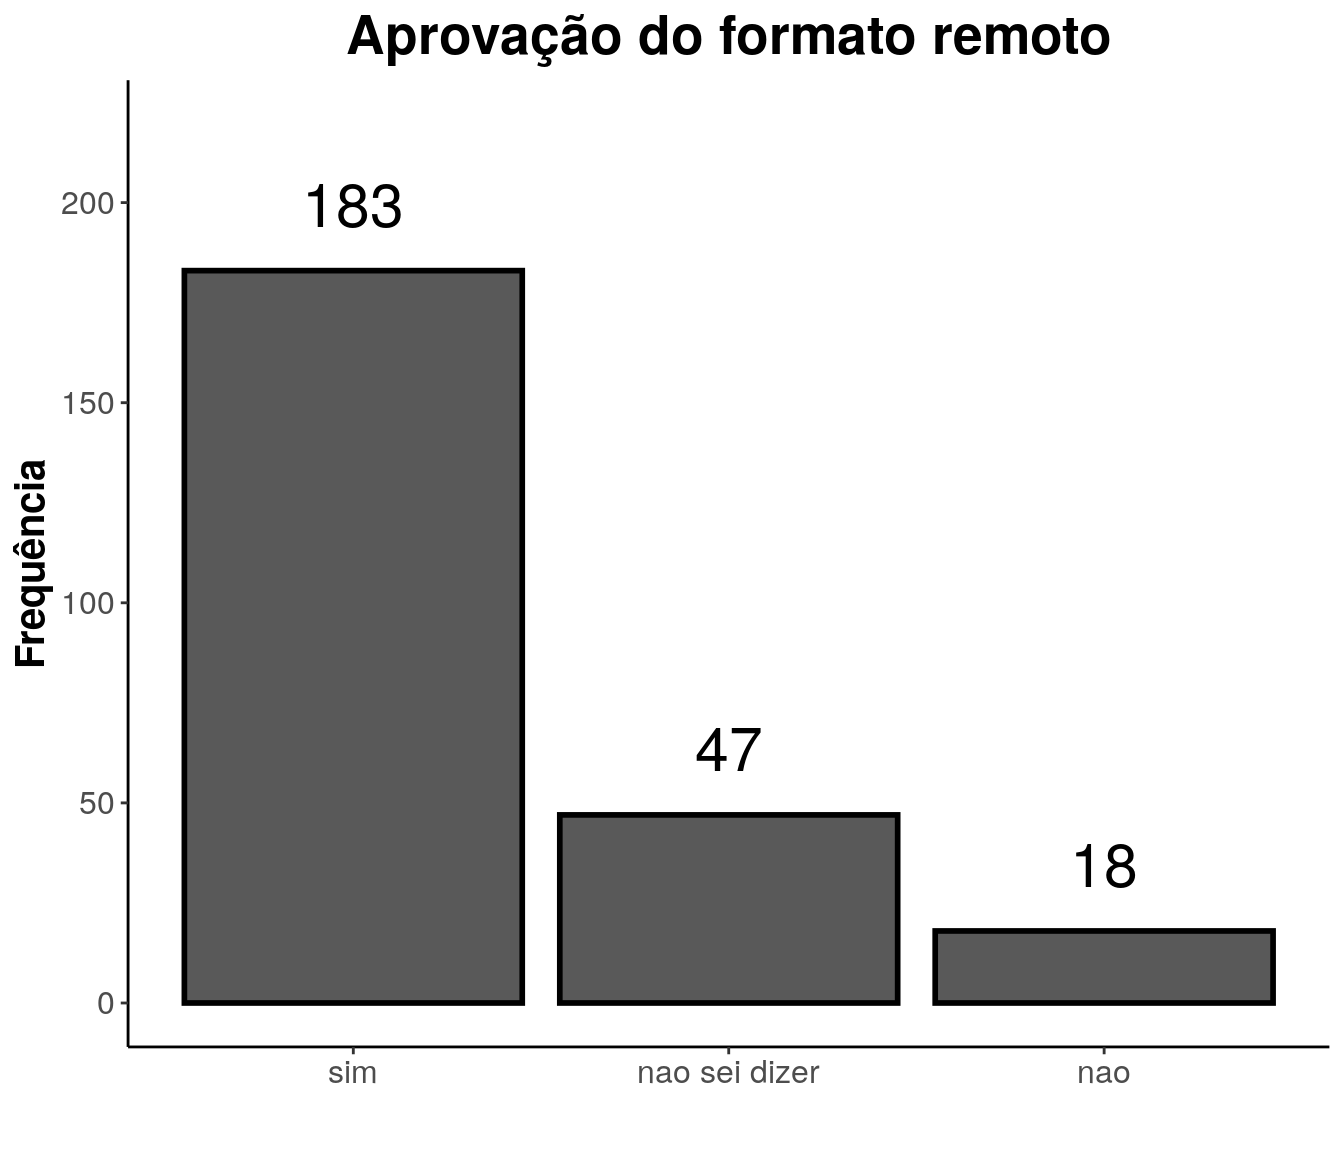 Aprovação do formato remoto
Frequência
200
150
100
50
0
183
47
18
sim
nao sei dizer
nao